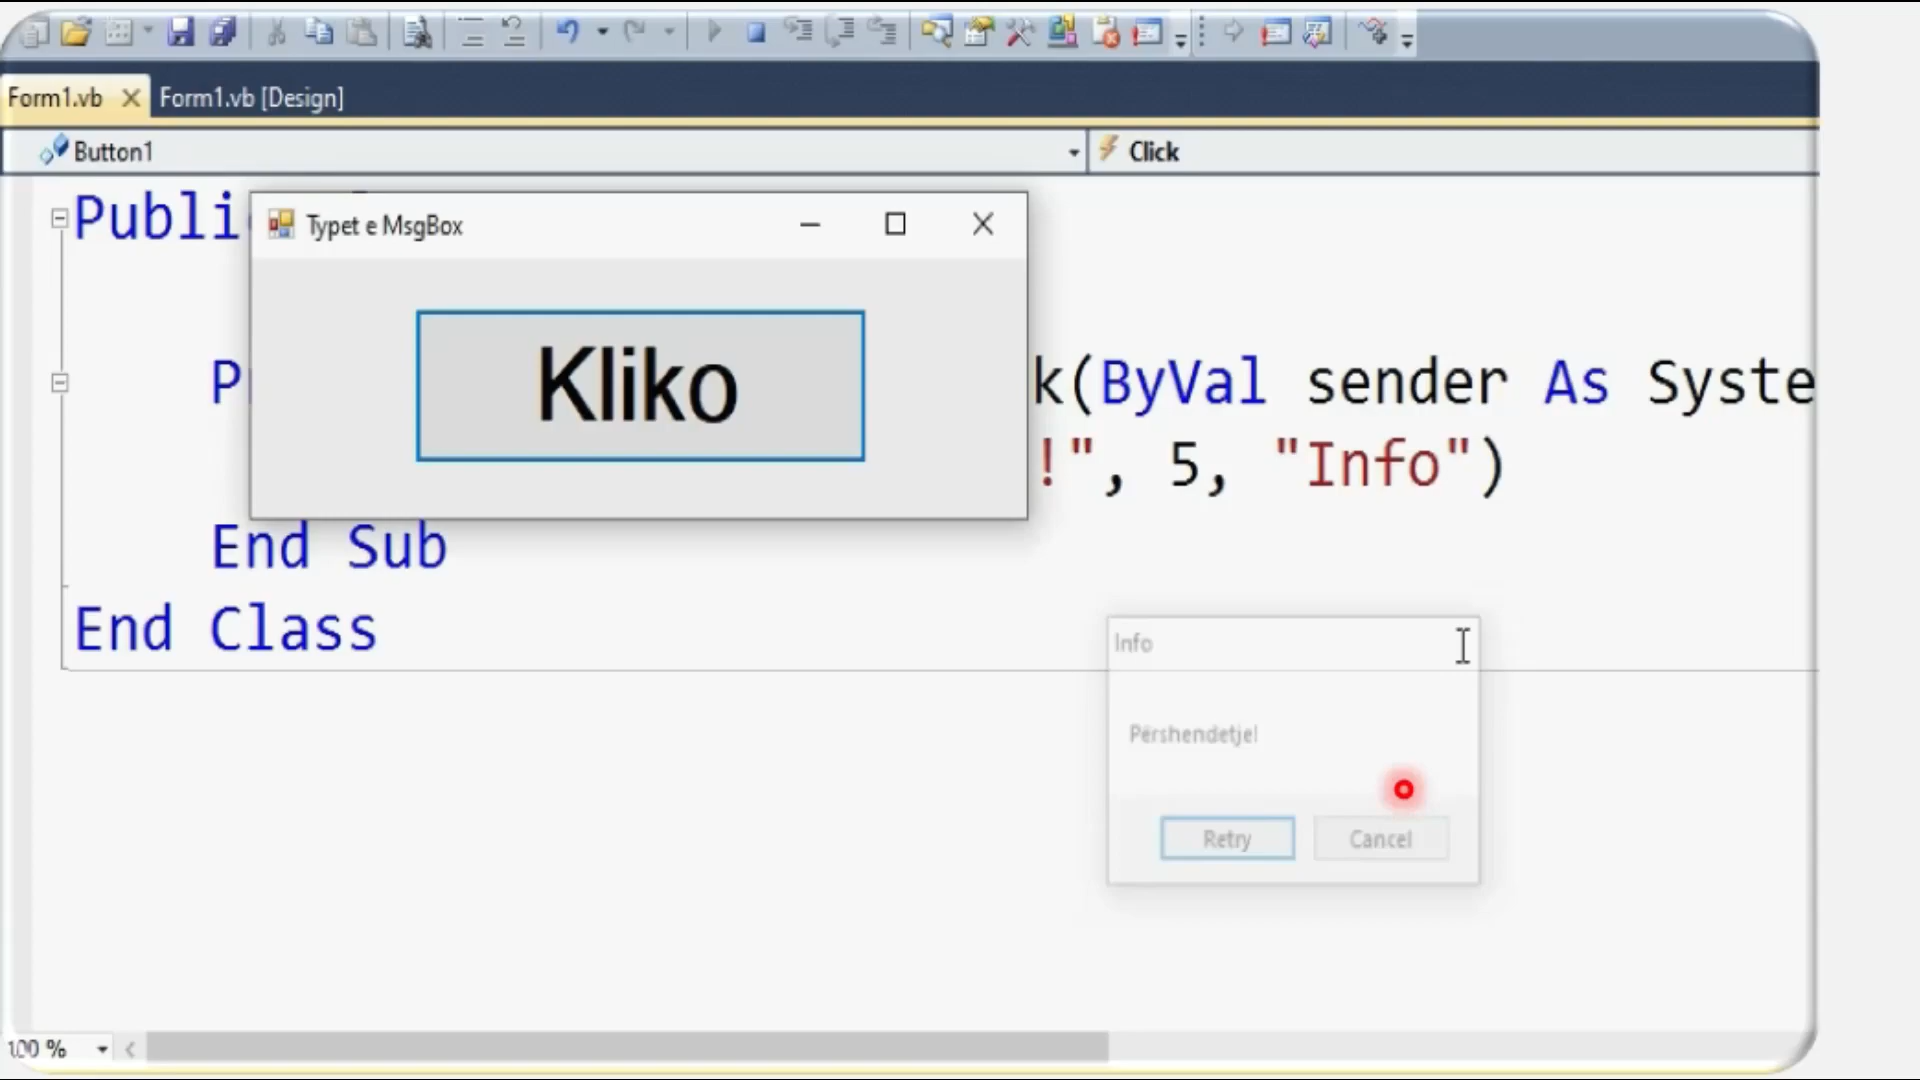 Form1.vb Form1.vb [Design]
Button1 Click
Publi
Typet e MsgBox
Kliko
P k(ByVal sender As Syste
!", 5, "Info")
End Sub
End Class
Info
Përshendetje!
Retry Cancel
100 %